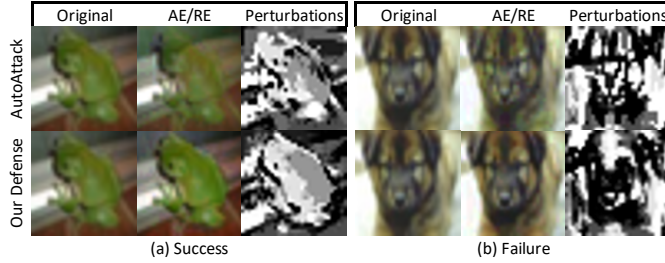 Original AE/RE Perturbations Original AE/RE Perturbations
AutoAttack
Our Defense
(a) Success (b) Failure